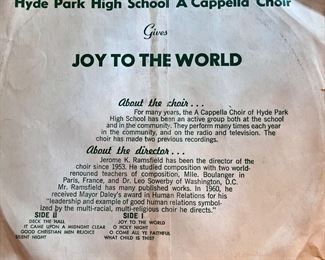 Hyde Park High School A Cappella Choir
Gives
JOY TO THE WORLD
About the choir...
For many years, the A Cappella Choir of Hyde Park
High School has been an active group both at the school
and in the community. They perform many times each year
in the community, and on the radio and television. The
choir has made two previous recordings.
About the director...
Jerome K. Ramsfield has been the director of the
choir since 1953. He studied composition with two world-
renowned teachers of composition, Mlle. Boulanger in
Paris, France, and Dr. Leo Sowerby of Washington, D.C.
Mr. Ramsfield has many published works. In 1960, he
received Mayor Daley's award in Human Relations for his
"leadership and example of good human relations symbol-
ized by the multi-racial, multi-religious choir he directs."
SIDE II
DECK THE HALL
IT CAME UPON A MIDNIGHT CLEAR
GOOD CHRISTIAN MEN REJOICE
SILENT NIGHT
SIDE I
JOY TO THE WORLD
O HOLY NIGHT
O COME ALL YE FAITHFUL
WHAT CHILD IS THIS?